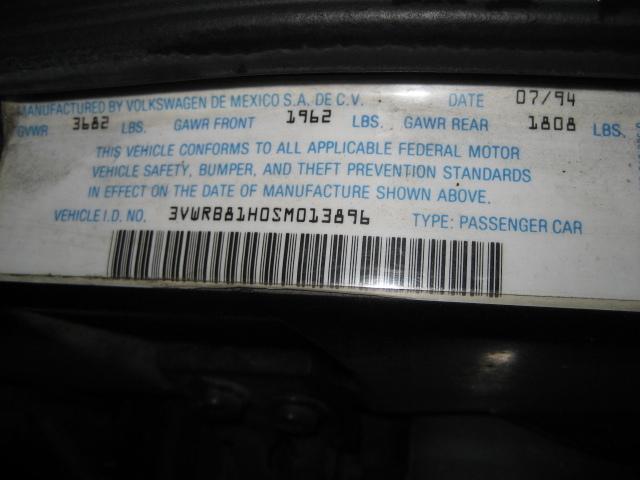 MANUFACTURED BY VOLKSWAGEN DE MEXICO S.A. DE C.V. DATE 07/94
GVWR 3682 LBS. GAWR FRONT 1962 LBS. GAWR REAR 1808 LBS.
THIS VEHICLE CONFORMS TO ALL APPLICABLE FEDERAL MOTOR
VEHICLE SAFETY, BUMPER, AND THEFT PREVENTION STANDARDS
IN EFFECT ON THE DATE OF MANUFACTURE SHOWN ABOVE.
VEHICLE I.D. NO. 3VWRB81H0SM013896 TYPE: PASSENGER CAR